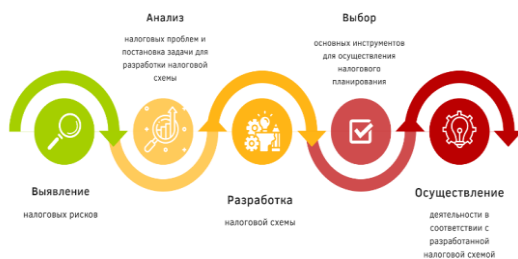 Выявление
налоговых рисков
Анализ
налоговых проблем и
постановка задачи для
разработки налоговой
схемы
Разработка
налоговой схемы
Выбор
основных инструментов
для осуществления
налогового
планирования
Осуществление
деятельности в
соответствии с
разработанной
налоговой схемой